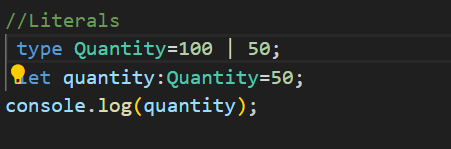 //Literals
type Quantity=100 | 50;
let quantity:Quantity=50;
console.log(quantity);